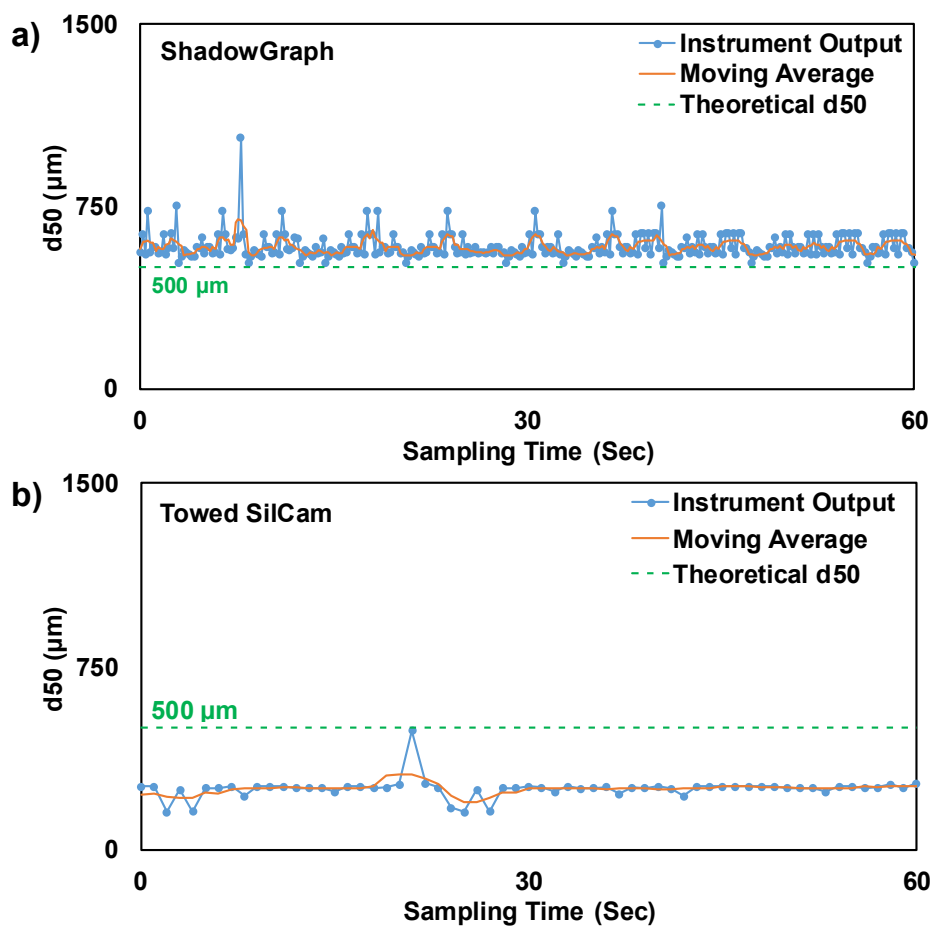 a)
1500
ShadowGraph
Instrument Output
Moving Average
Theoretical d50
d50 (µm)
750
500 µm
0
0
30
60
Sampling Time (Sec)
b)
1500
Towed SilCam
Instrument Output
Moving Average
Theoretical d50
d50 (µm)
750
500 µm
0
0
30
60
Sampling Time (Sec)